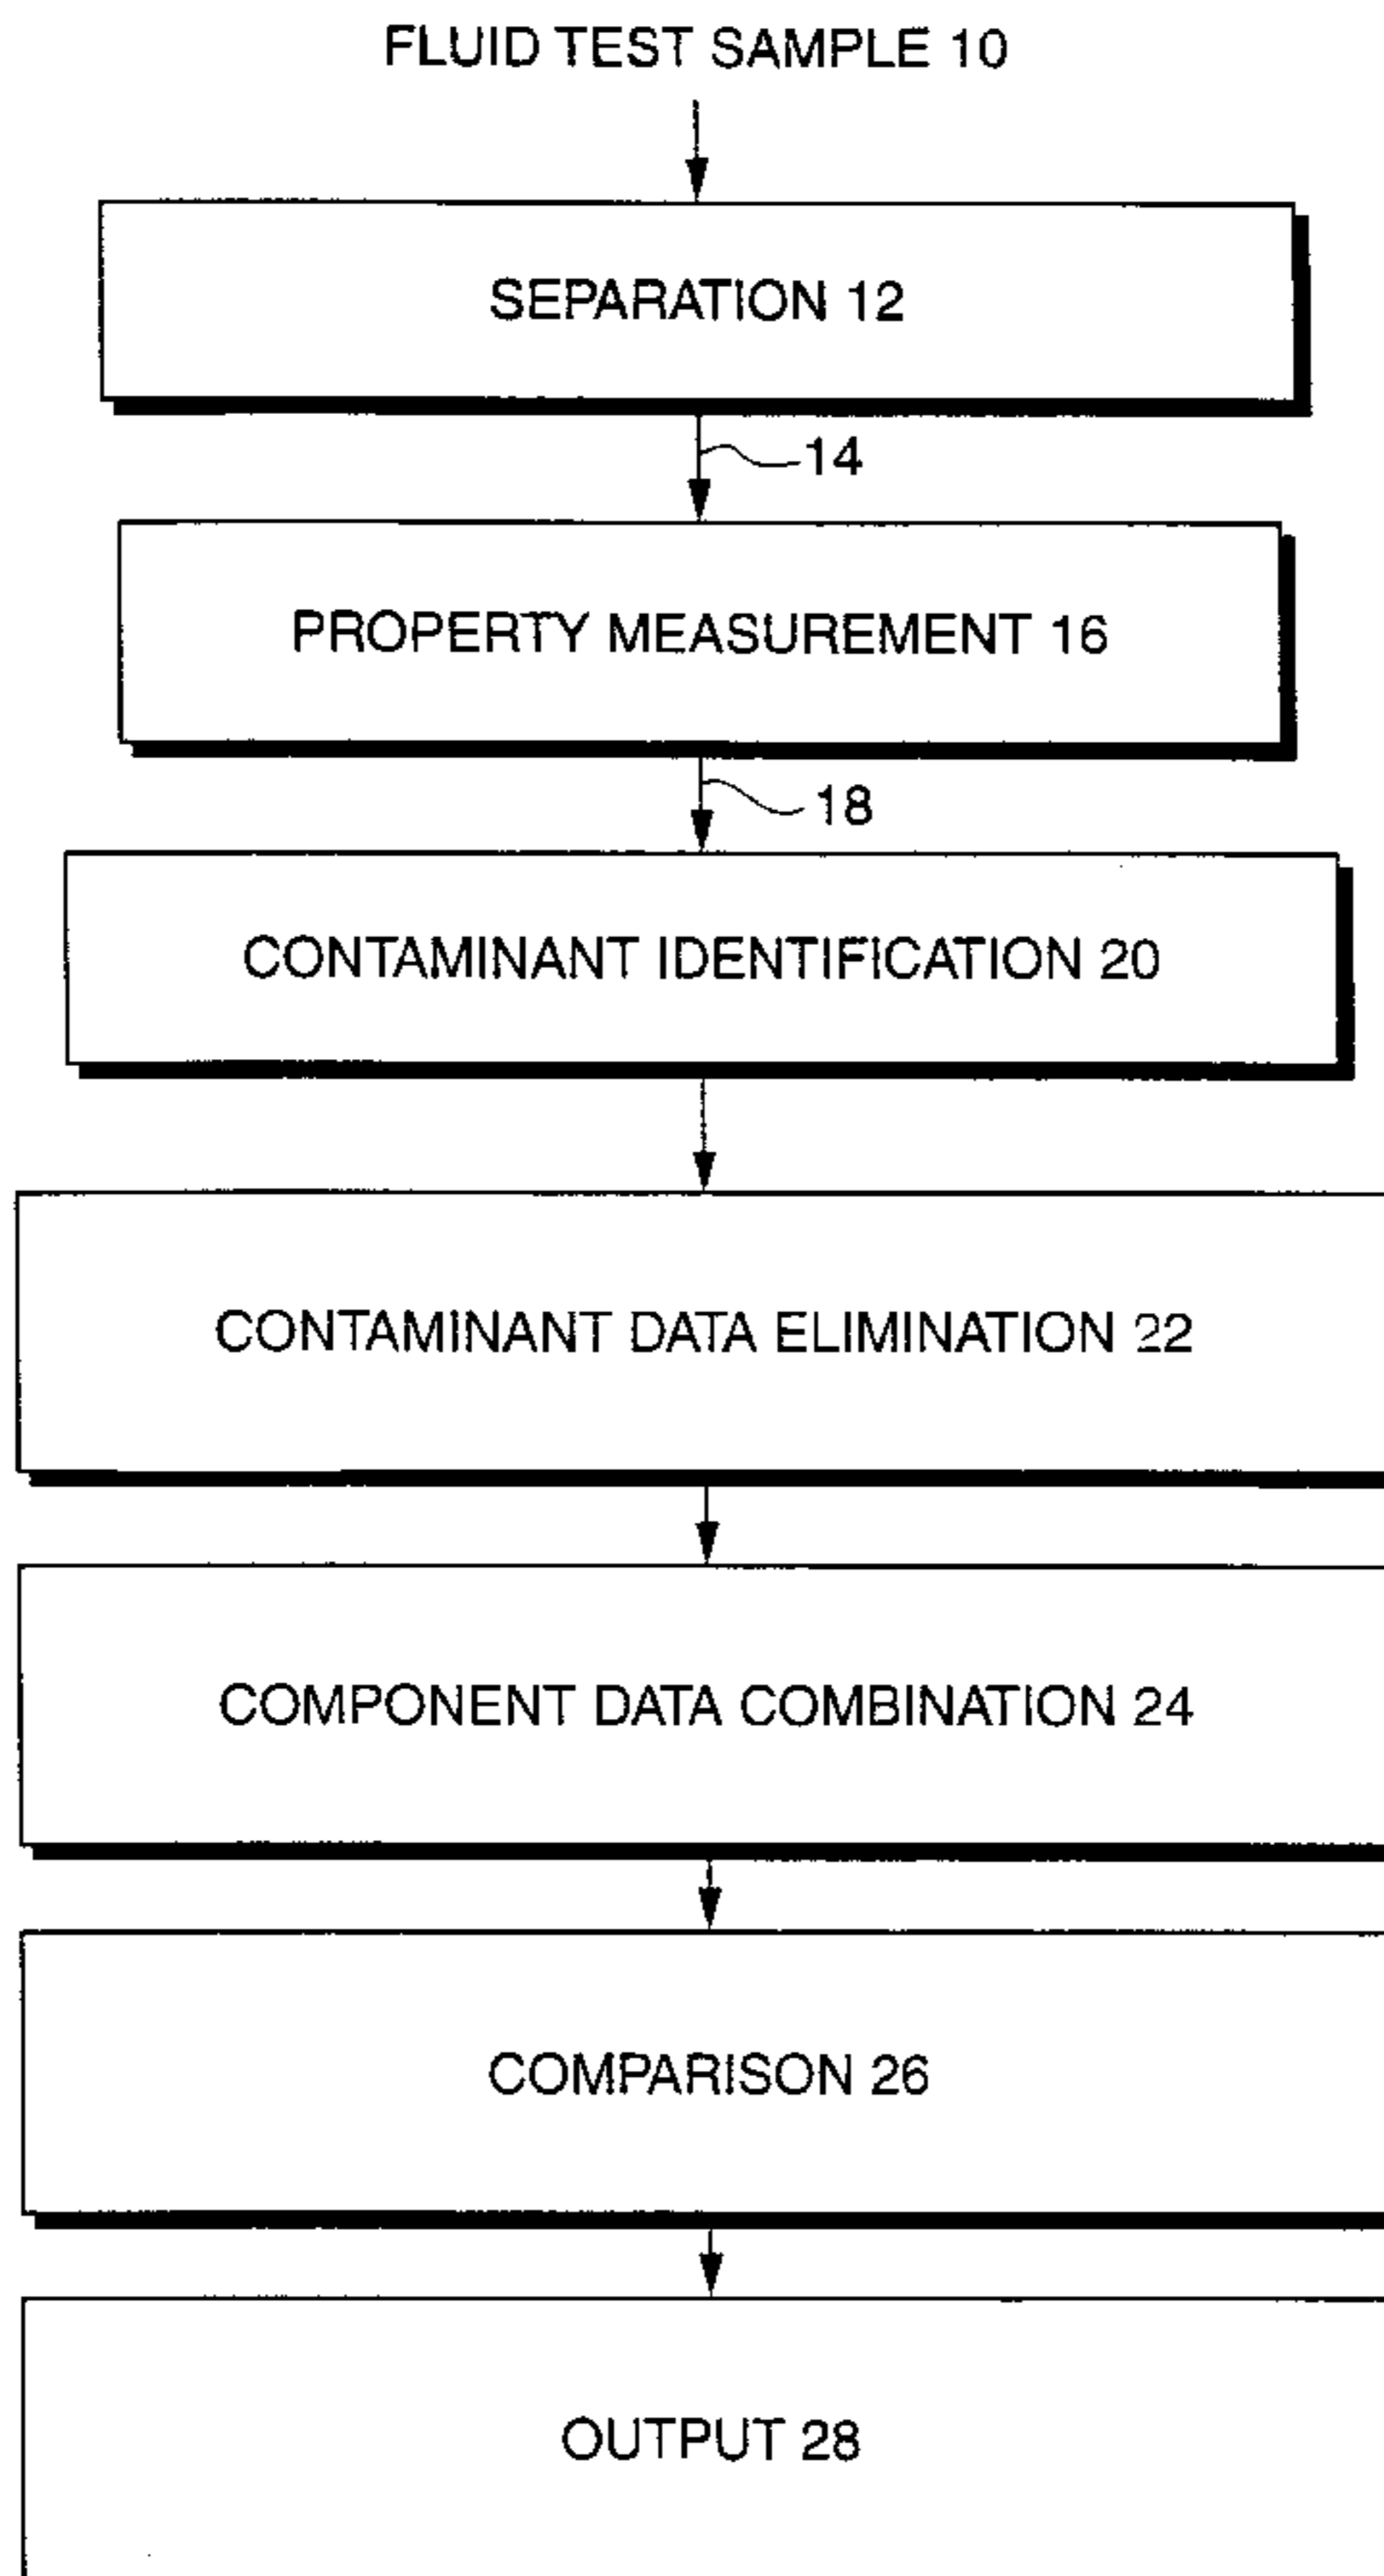 FLUID TEST SAMPLE 10
SEPARATION 12
14
PROPERTY MEASUREMENT 16
18
CONTAMINANT IDENTIFICATION 20
CONTAMINANT DATA ELIMINATION 22
COMPONENT DATA COMBINATION 24
COMPARISON 26
OUTPUT 28